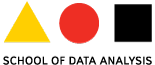 SCHOOL OF DATA ANALYSIS